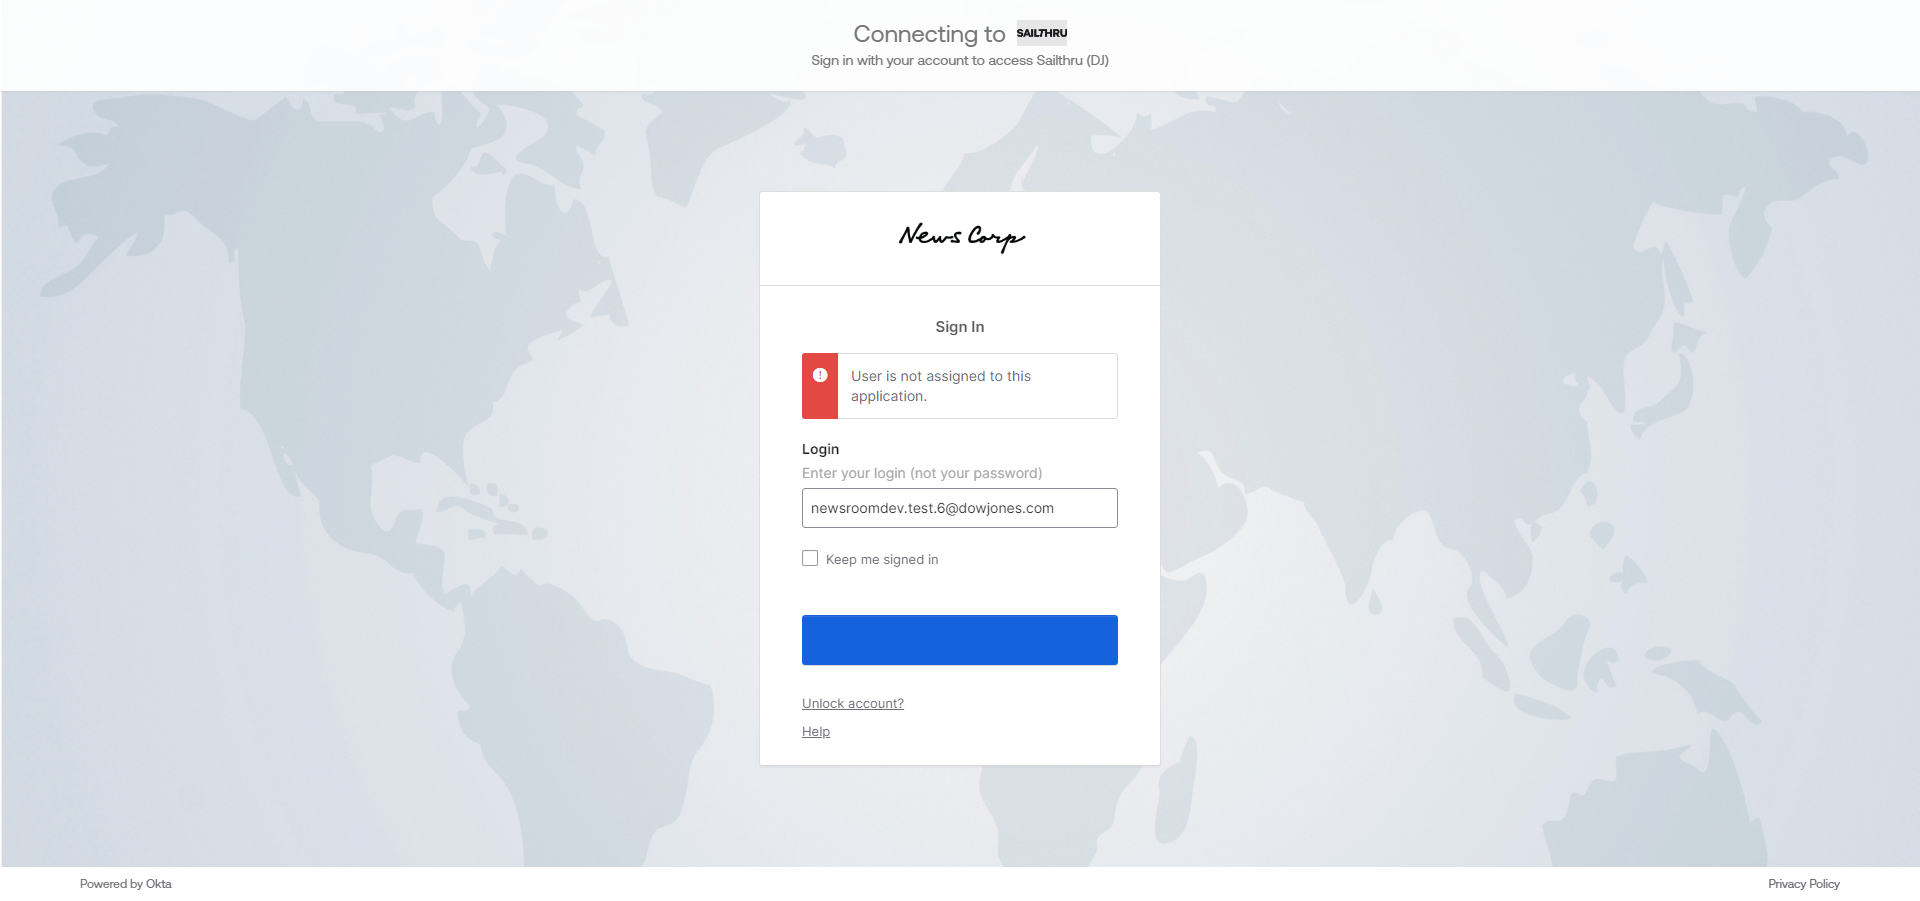 Connecting to SAILTHRU
Sign in with your account to access Sailthru (DJ)
News Corp
Sign In
User is not assigned to this
application.
Login
Enter your login (not your password)
newsroomdev.test.6@dowjones.com
Keep me signed in
Unlock account?
Help
Powered by Okta
Privacy Policy